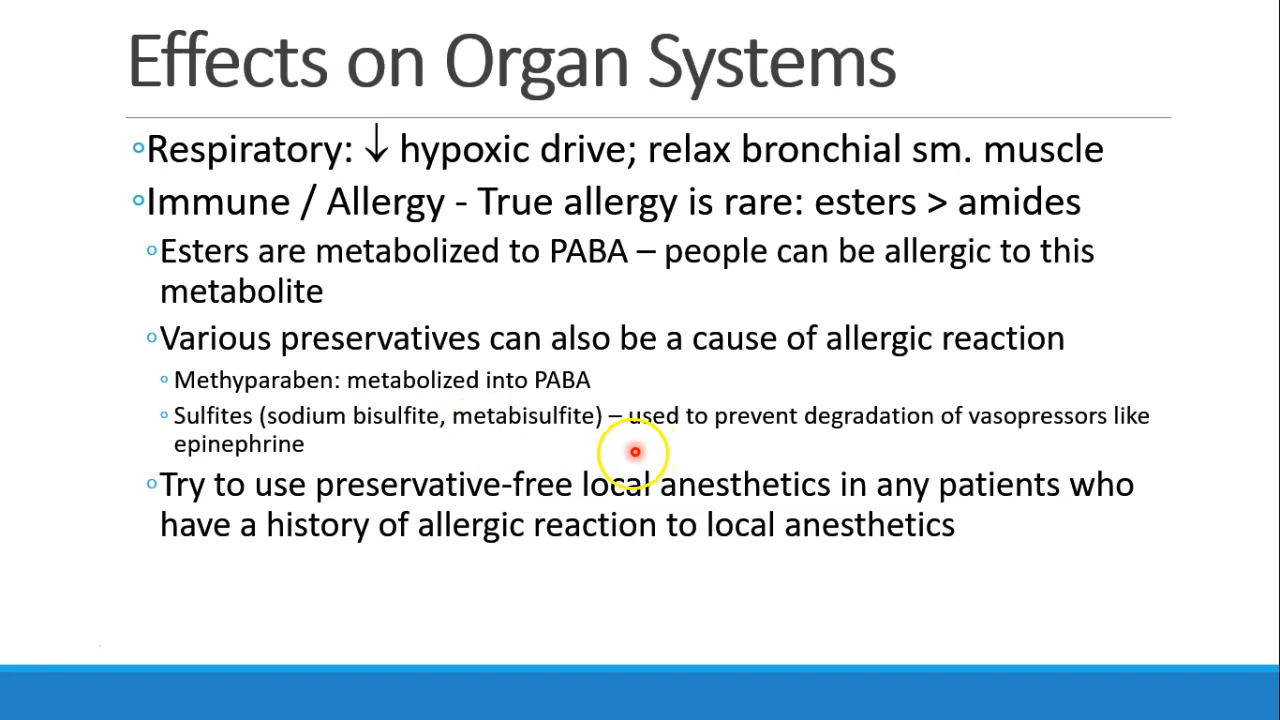 Effects on Organ Systems
◦Respiratory: ↓ hypoxic drive; relax bronchial sm. muscle
◦Immune / Allergy - True allergy is rare: esters > amides
◦Esters are metabolized to PABA – people can be allergic to this
metabolite
◦Various preservatives can also be a cause of allergic reaction
◦Methyparaben: metabolized into PABA
◦Sulfites (sodium bisulfite, metabisulfite) – used to prevent degradation of vasopressors like
epinephrine
◦Try to use preservative-free local anesthetics in any patients who
have a history of allergic reaction to local anesthetics